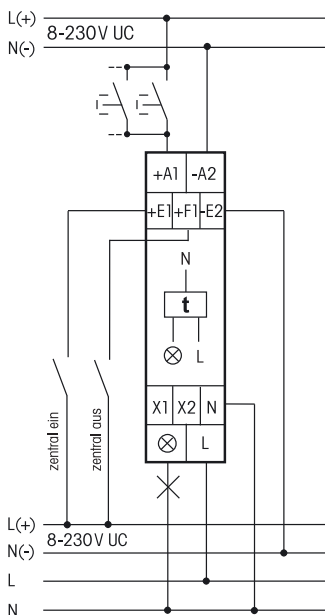 L(+)
8-230V UC
N(-)
+A1 -A2
+E1 +F1 -E2
N
t
L
zentral ein
zentral aus
X1 X2 N
L
L(+)
8-230V UC
N(-)
L
N